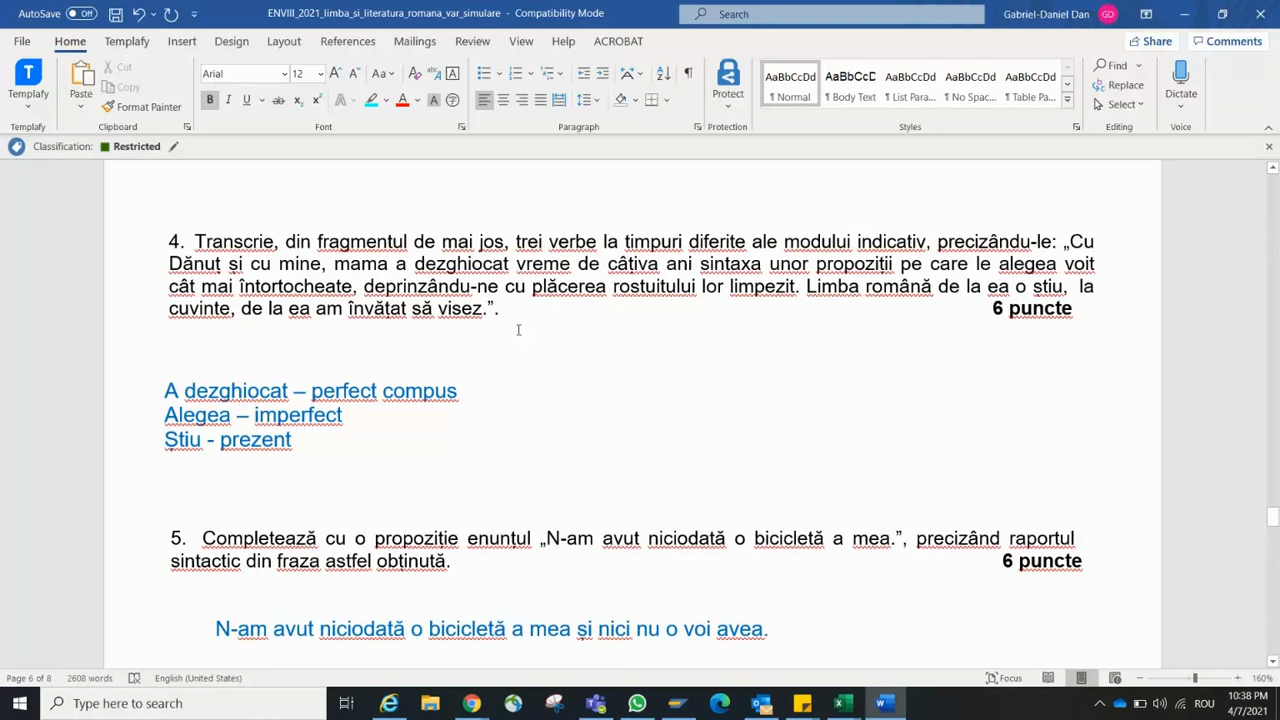 AutoSave Off ENVIII_2021_limba_si_literatura_romana_var_simulare - Compatibility Mode Search Gabriel-Daniel Dan GD
File Home Templafy Insert Design Layout References Mailings Review View Help ACROBAT Share Comments
Templafy Paste Cut Copy Format Painter Arial 12 Protect AaBbCcDd ¶ Normal AaBbCcD ¶ Body Text AaBbCcDd ¶ List Para... AaBbCcDd ¶ No Spac... AaBbCcDd ¶ Table Pa... Find Replace Select Dictate
Templafy Clipboard Font Paragraph Protection Styles Editing Voice
Classification: Restricted
4. Transcrie, din fragmentul de mai jos, trei verbe la timpuri diferite ale modului indicativ, precizându-le: „Cu
Dănuț și cu mine, mama a dezghiocat vreme de câțiva ani sintaxa unor propoziții pe care le alegea voit
cât mai întortocheate, deprinzându-ne cu plăcerea rostuitului lor limpezit. Limba română de la ea o știu, la
cuvinte, de la ea am învățat să visez.”. 6 puncte
A dezghiocat – perfect compus
Alegea – imperfect
Știu - prezent
5. Completează cu o propoziție enunțul „N-am avut niciodată o bicicletă a mea.”, precizând raportul
sintactic din fraza astfel obținută. 6 puncte
N-am avut niciodată o bicicletă a mea și nici nu o voi avea.
Page 6 of 8 2608 words English (United States) Focus 160%
Type here to search ROU 10:38 PM
4/7/2021